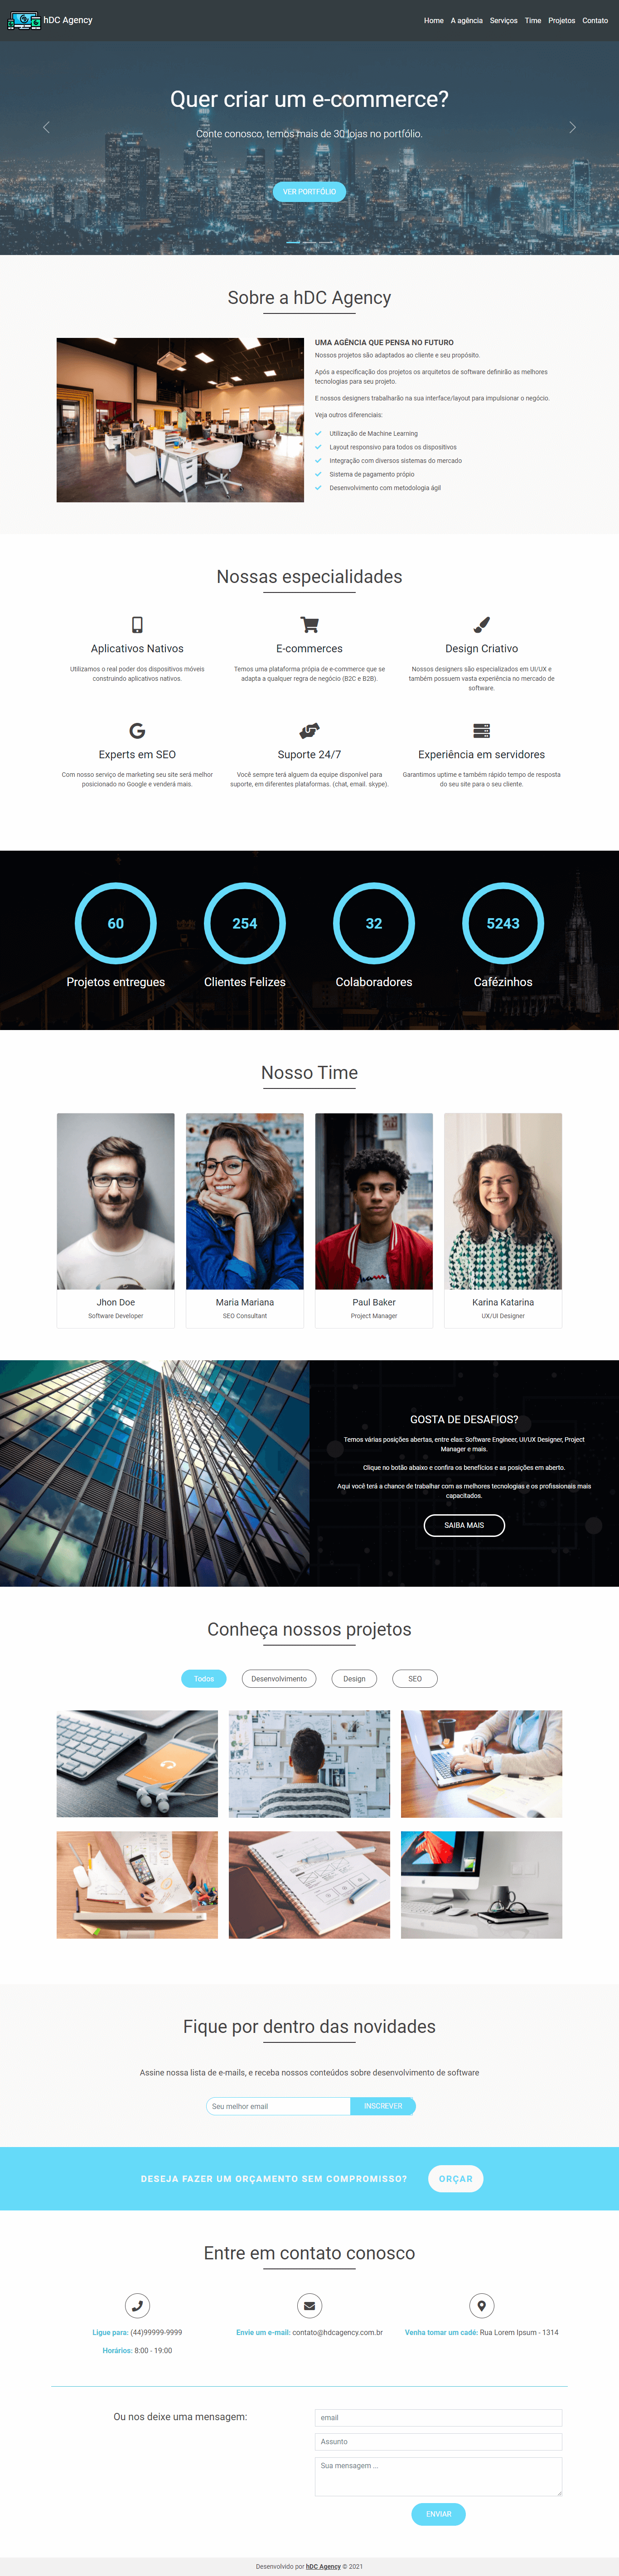 hDC Agency
Home A agência Serviços Time Projetos Contato
Quer criar um e-commerce?
Conte conosco, temos mais de 30 lojas no portfólio.
VER PORTFÓLIO
Sobre a hDC Agency
UMA AGÊNCIA QUE PENSA NO FUTURO
Nossos projetos são adaptados ao cliente e seu propósito.
Após a especificação dos projetos os arquitetos de software definirão as melhores
tecnologias para seu projeto.
E nossos designers trabalharão na sua interface/layout para impulsionar o negócio.
Veja outros diferenciais:
Utilização de Machine Learning
Layout responsivo para todos os dispositivos
Integração com diversos sistemas do mercado
Sistema de pagamento própio
Desenvolvimento com metodologia ágil
Nossas especialidades
Aplicativos Nativos
Utilizamos o real poder dos dispositivos móveis
construindo aplicativos nativos.
E-commerces
Temos uma plataforma própia de e-commerce que se
adapta a qualquer regra de negócio (B2C e B2B).
Design Criativo
Nossos designers são especializados em UI/UX e
também possuem vasta experiência no mercado de
software.
Experts em SEO
Com nosso serviço de marketing seu site será melhor
posicionado no Google e venderá mais.
Suporte 24/7
Você sempre terá alguem da equipe disponível para
suporte, em diferentes plataformas. (chat, email. skype).
Experiência em servidores
Garantimos uptime e também rápido tempo de resposta
do seu site para o seu cliente.
60
Projetos entregues
254
Clientes Felizes
32
Colaboradores
5243
Cafézinhos
Nosso Time
Jhon Doe
Software Developer
Maria Mariana
SEO Consultant
Paul Baker
Project Manager
Karina Katarina
UX/UI Designer
GOSTA DE DESAFIOS?
Temos várias posições abertas, entre elas: Software Engineer, UI/UX Designer, Project
Manager e mais.
Clique no botão abaixo e confira os benefícios e as posições em aberto.
Aqui você terá a chance de trabalhar com as melhores tecnologias e os profissionais mais
capacitados.
SAIBA MAIS
Conheça nossos projetos
Todos Desenvolvimento Design SEO
Fique por dentro das novidades
Assine nossa lista de e-mails, e receba nossos conteúdos sobre desenvolvimento de software
Seu melhor email INSCREVER
DESEJA FAZER UM ORÇAMENTO SEM COMPROMISSO? ORÇAR
Entre em contato conosco
Ligue para: (44)99999-9999
Horários: 8:00 - 19:00
Envie um e-mail: contato@hdcagency.com.br
Venha tomar um cadé: Rua Lorem Ipsum - 1314
Ou nos deixe uma mensagem:
email
Assunto
Sua mensagem ...
ENVIAR
Desenvolvido por hDC Agency © 2021